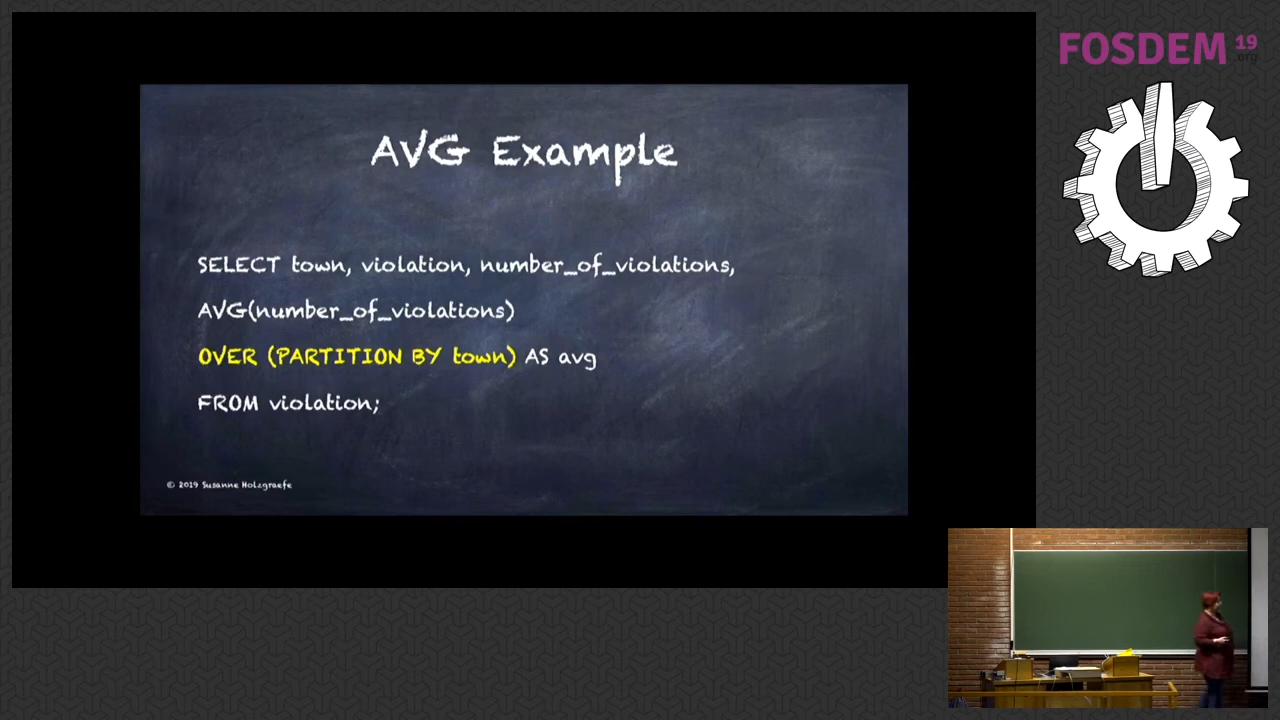 AVG Example
SELECT town, violation, number_of_violations,
AVG(number_of_violations)
OVER (PARTITION BY town) AS avg
FROM violation;
© 2019 Susanne Holzgraefe
FOSDEM 19
.org